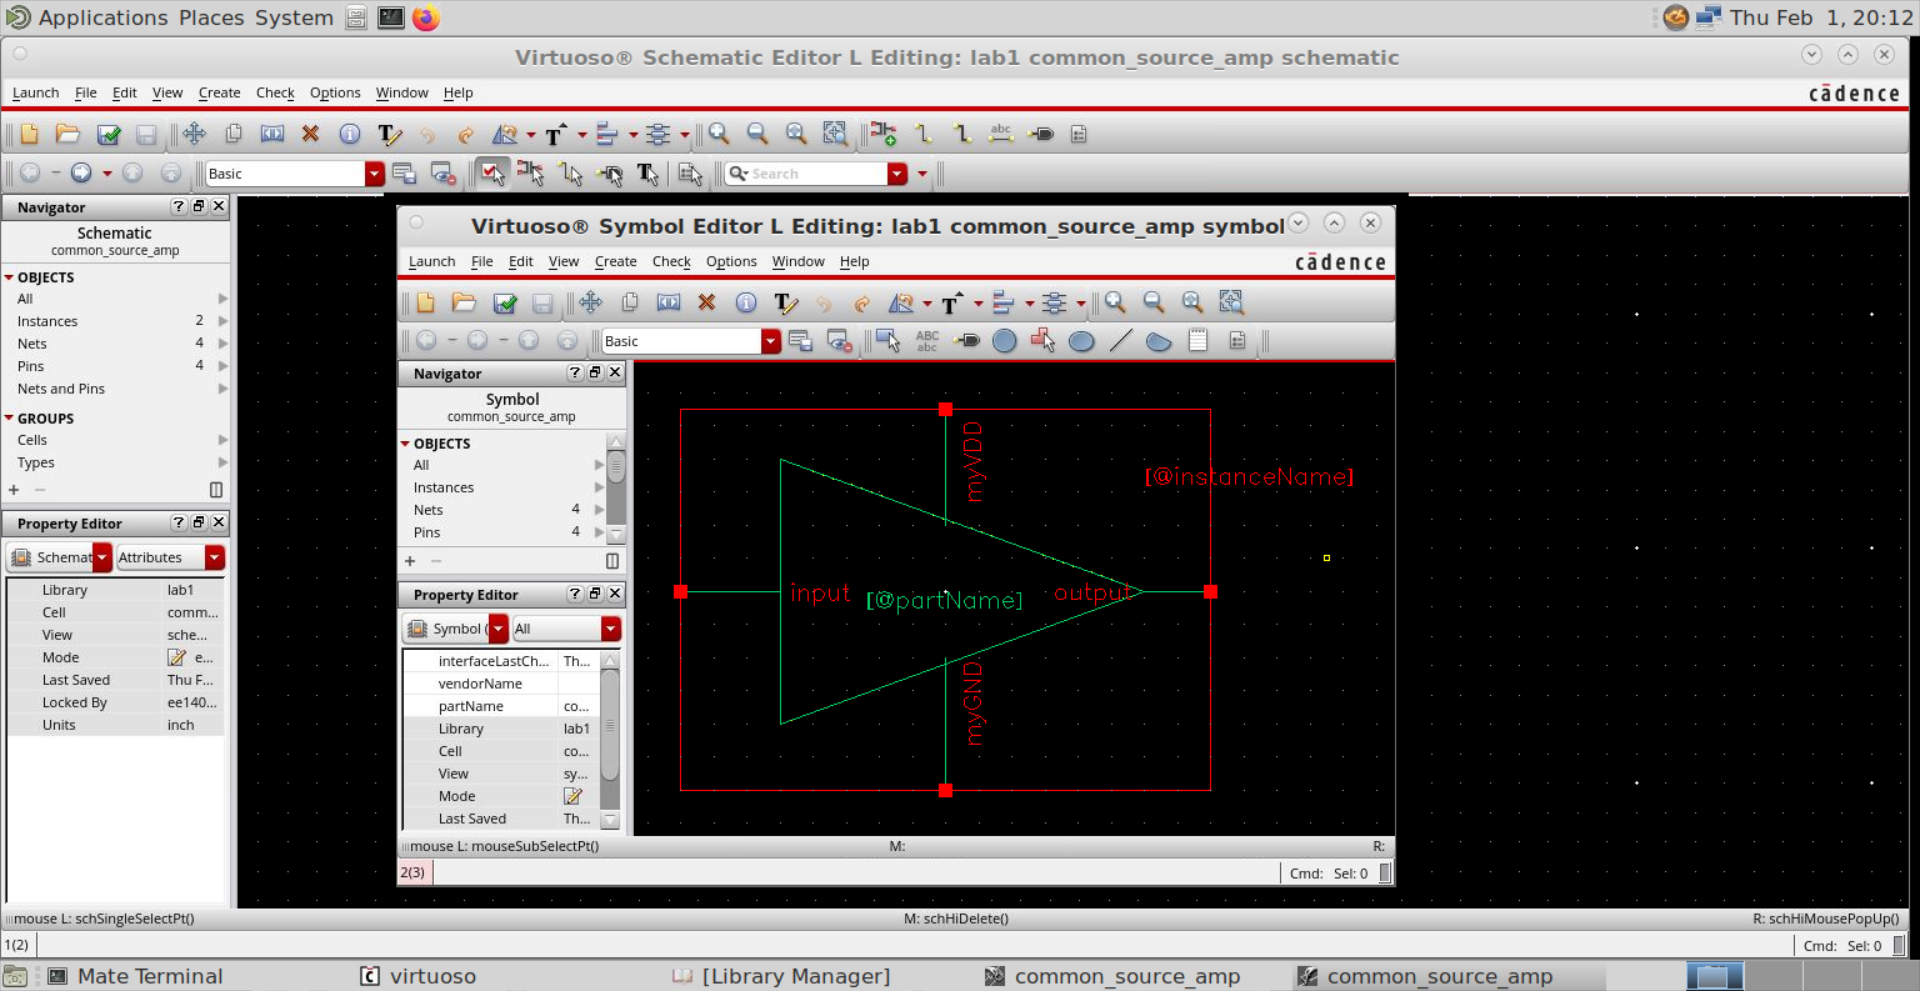 Applications Places System
Thu Feb 1, 20:12
Virtuoso® Schematic Editor L Editing: lab1 common_source_amp schematic
Launch File Edit View Create Check Options Window Help
cādence
Basic
Search
Navigator
Schematic
common_source_amp
OBJECTS
All
Instances 2
Nets 4
Pins 4
Nets and Pins
GROUPS
Cells
Types
Property Editor
Schemat Attributes
Library lab1
Cell comm...
View sche...
Mode e...
Last Saved Thu F...
Locked By ee140...
Units inch
Virtuoso® Symbol Editor L Editing: lab1 common_source_amp symbol
Launch File Edit View Create Check Options Window Help
cādence
ABC
abc
Basic
Navigator
Symbol
common_source_amp
OBJECTS
All
Instances
Nets 4
Pins 4
Property Editor
Symbol ( All
interfaceLastCh... Th...
vendorName
partName co...
Library lab1
Cell co...
View sy...
Mode
Last Saved Th...
myVDD
[@instanceName]
input
[@partName]
output
myGND
mouse L: mouseSubSelectPt() M: R:
2(3) Cmd: Sel: 0
mouse L: schSingleSelectPt() M: schHiDelete() R: schHiMousePopUp()
1(2) Cmd: Sel: 0
Mate Terminal virtuoso [Library Manager] common_source_amp common_source_amp